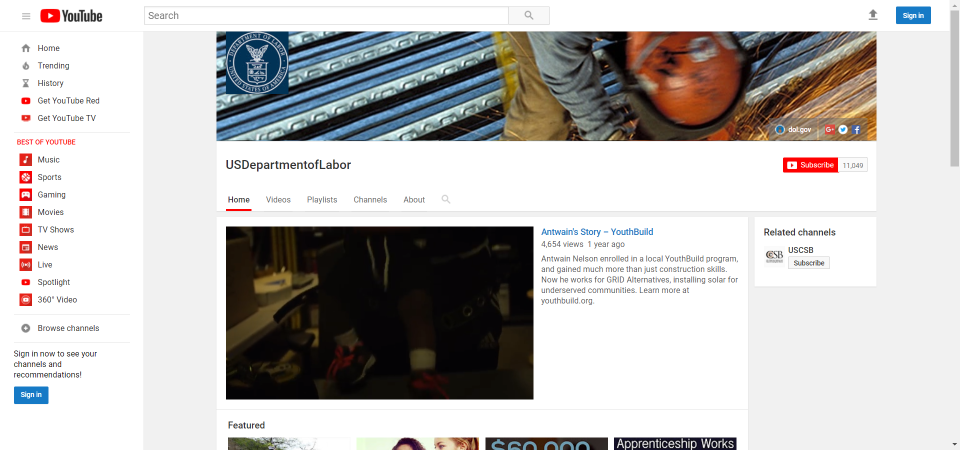 YouTube
Search
Sign in
Home
Trending
History
Get YouTube Red
Get YouTube TV
BEST OF YOUTUBE
Music
Sports
Gaming
Movies
TV Shows
News
Live
Spotlight
360° Video
Browse channels
Sign in now to see your
channels and
recommendations!
Sign in
DEPARTMENT OF LABOR
UNITED STATES OF AMERICA
dol.gov
USDepartmentofLabor
Subscribe 11,049
Home Videos Playlists Channels About
Antwain's Story – YouthBuild
4,654 views 1 year ago
Antwain Nelson enrolled in a local YouthBuild program,
and gained much more than just construction skills.
Now he works for GRID Alternatives, installing solar for
underserved communities. Learn more at
youthbuild.org.
Related channels
CSB
USCSB
Subscribe
Featured
$60,000
Apprenticeship Works